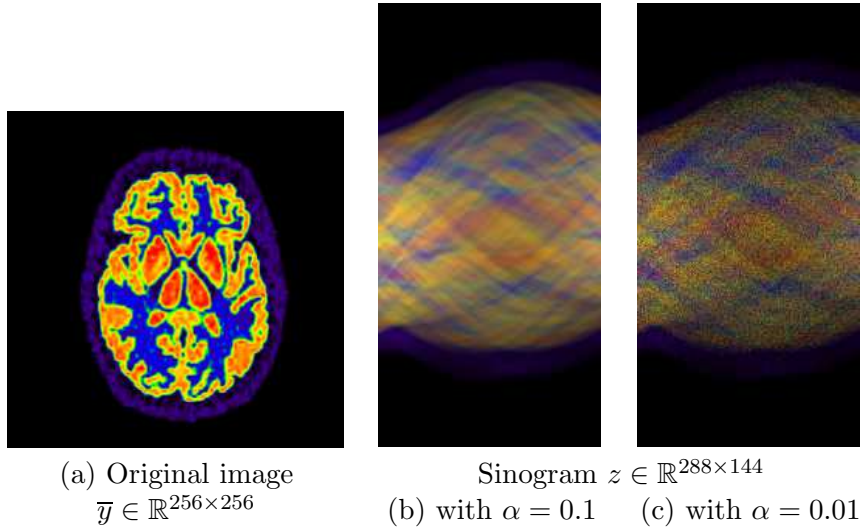 (a) Original image
y̅ ∈ ℝ^{256×256}
Sinogram z ∈ ℝ^{288×144}
(b) with α = 0.1
(c) with α = 0.01